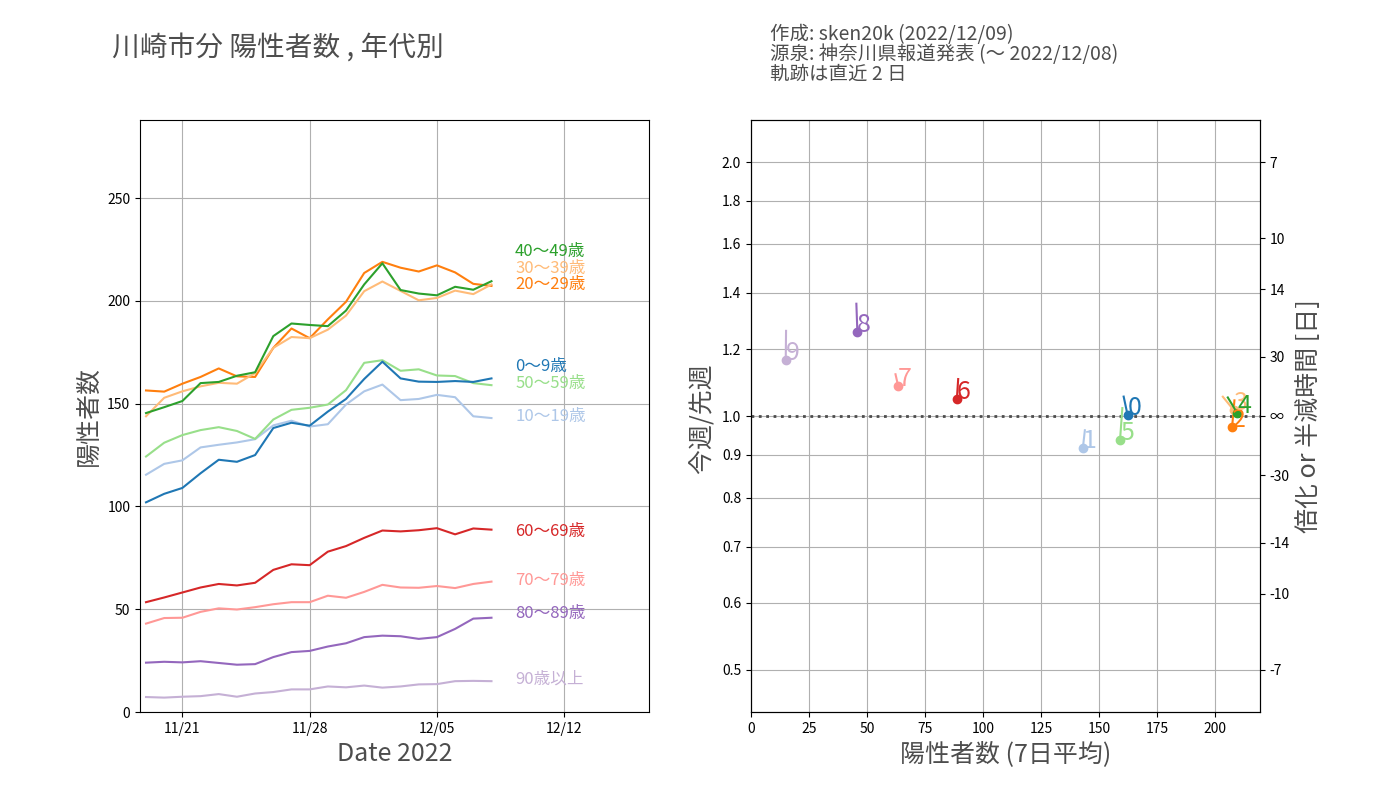 川崎市分 陽性者数 , 年代別
作成: sken20k (2022/12/09)
源泉: 神奈川県報道発表 (〜 2022/12/08)
軌跡は直近 2 日
陽性者数
250
200
150
100
50
0
40〜49歳
30〜39歳
20〜29歳
0〜9歳
50〜59歳
10〜19歳
60〜69歳
70〜79歳
80〜89歳
90歳以上
11/21
11/28
12/05
12/12
Date 2022
今週/先週
2.0
1.8
1.6
1.4
1.2
1.0
0.9
0.8
0.7
0.6
0.5
9
8
7
6
1
5
0
3
4
2
7
10
14
30
∞
-30
-14
-10
-7
倍化 or 半減時間 [日]
0
25
50
75
100
125
150
175
200
陽性者数 (7日平均)